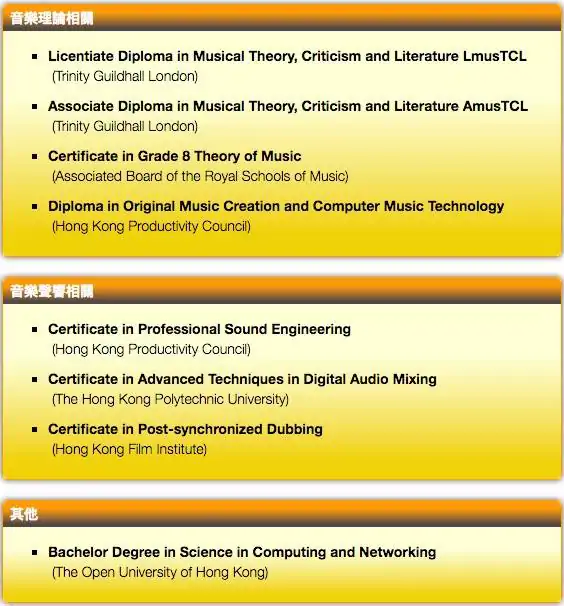 音樂理論相關
Licentiate Diploma in Musical Theory, Criticism and Literature LmusTCL
(Trinity Guildhall London)
Associate Diploma in Musical Theory, Criticism and Literature AmusTCL
(Trinity Guildhall London)
Certificate in Grade 8 Theory of Music
(Associated Board of the Royal Schools of Music)
Diploma in Original Music Creation and Computer Music Technology
(Hong Kong Productivity Council)
音樂聲響相關
Certificate in Professional Sound Engineering
(Hong Kong Productivity Council)
Certificate in Advanced Techniques in Digital Audio Mixing
(The Hong Kong Polytechnic University)
Certificate in Post-synchronized Dubbing
(Hong Kong Film Institute)
其他
Bachelor Degree in Science in Computing and Networking
(The Open University of Hong Kong)